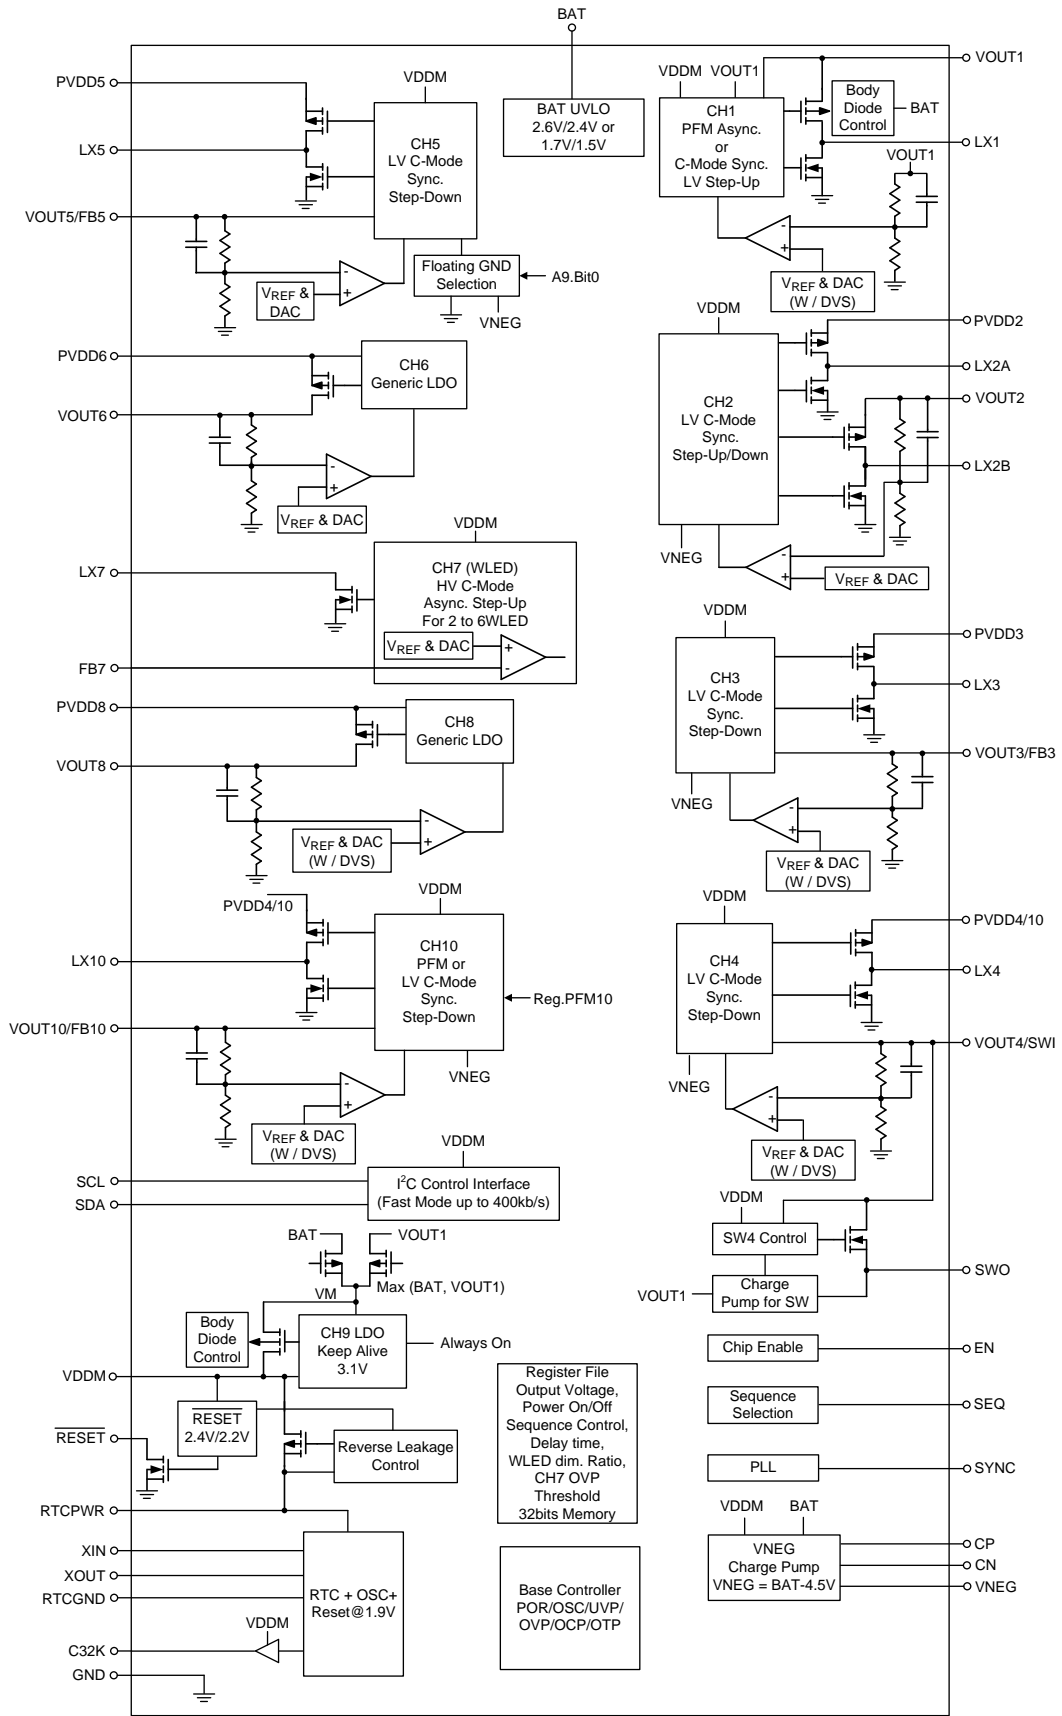 BAT
PVDD5
VDDM
CH5
LV C-Mode
Sync.
Step-Down
LX5
VOUT5/FB5
VREF &
DAC
-
+
Floating GND
Selection
A9.Bit0
VNEG
BAT UVLO
2.6V/2.4V or
1.7V/1.5V
VDDM
VOUT1
CH1
PFM Async.
or
C-Mode Sync.
LV Step-Up
Body
Diode
Control
BAT
VOUT1
LX1
VOUT1
-
+
VREF & DAC
(W / DVS)
PVDD6
CH6
Generic LDO
VOUT6
-
+
VREF & DAC
VDDM
CH2
LV C-Mode
Sync.
Step-Up/Down
VNEG
PVDD2
LX2A
VOUT2
LX2B
-
+
VREF & DAC
LX7
VDDM
CH7 (WLED)
HV C-Mode
Async. Step-Up
For 2 to 6WLED
VREF & DAC
+
-
FB7
VDDM
CH3
LV C-Mode
Sync.
Step-Down
VNEG
PVDD3
LX3
VOUT3/FB3
-
+
VREF & DAC
(W / DVS)
PVDD8
CH8
Generic LDO
VOUT8
-
+
VREF & DAC
(W / DVS)
PVDD4/10
VDDM
CH10
PFM or
LV C-Mode
Sync.
Step-Down
Reg.PFM10
VNEG
LX10
VOUT10/FB10
-
+
VREF & DAC
(W / DVS)
VDDM
CH4
LV C-Mode
Sync.
Step-Down
VNEG
PVDD4/10
LX4
VOUT4/SWI
-
+
VREF & DAC
(W / DVS)
SCL
SDA
VDDM
I2C Control Interface
(Fast Mode up to 400kb/s)
VDDM
SW4 Control
VOUT1
Charge
Pump for SW
SWO
BAT
VOUT1
VM
Max (BAT, VOUT1)
Body
Diode
Control
CH9 LDO
Keep Alive
3.1V
Always On
VDDM
RESET
2.4V/2.2V
RESET
Reverse Leakage
Control
RTCPWR
Register File
Output Voltage,
Power On/Off
Sequence Control,
Delay time,
WLED dim. Ratio,
CH7 OVP
Threshold
32bits Memory
Chip Enable
EN
Sequence
Selection
SEQ
PLL
SYNC
XIN
XOUT
RTCGND
RTC + OSC+
Reset@1.9V
VDDM
C32K
GND
Base Controller
POR/OSC/UVP/
OVP/OCP/OTP
VDDM
BAT
VNEG
Charge Pump
VNEG = BAT-4.5V
CP
CN
VNEG